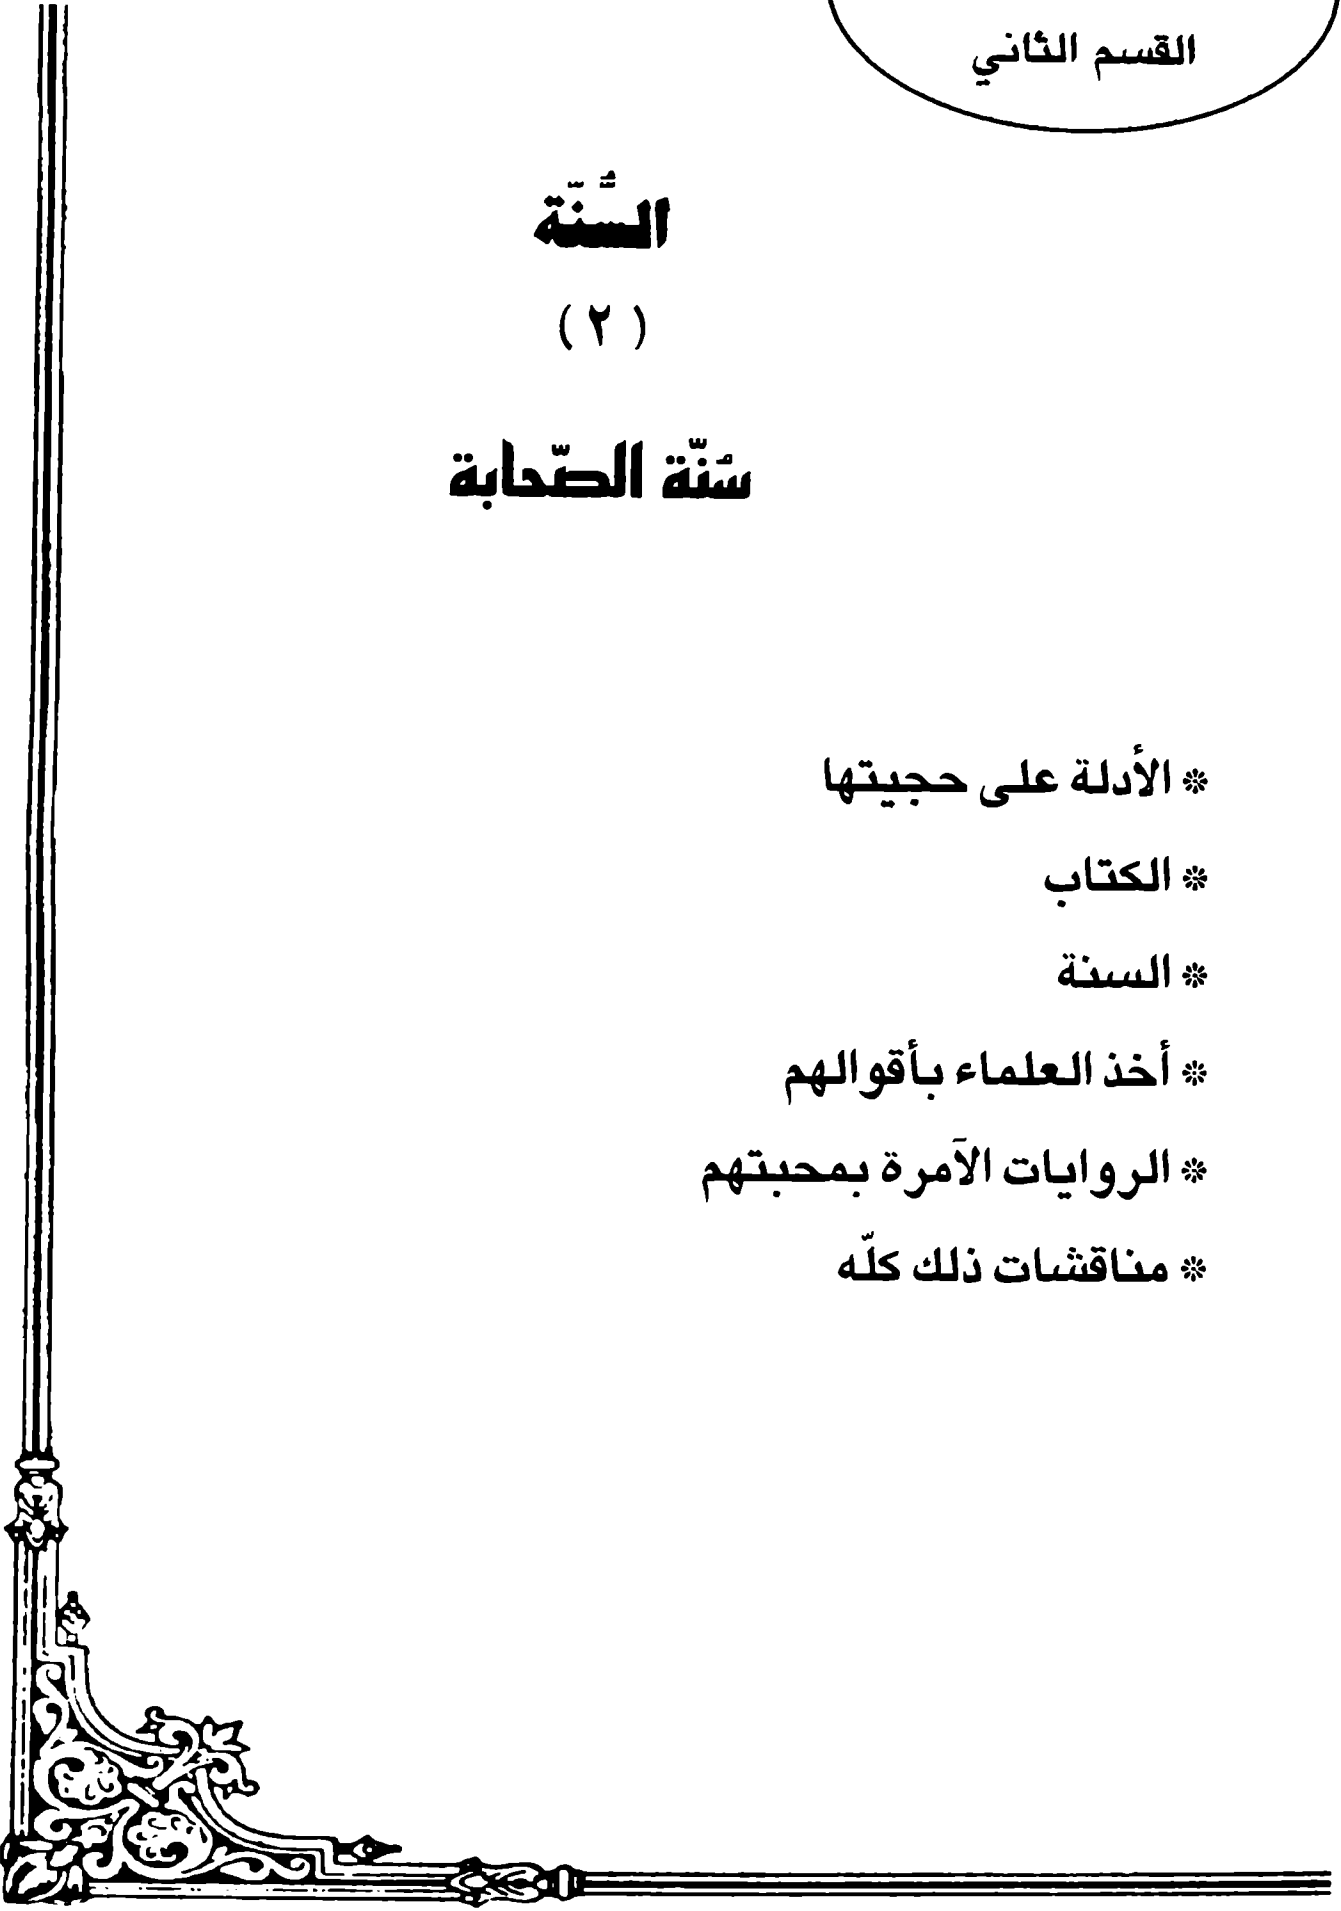 القسم الثاني
السُّنّة
( ٢ )
سُنّة الصّحابة
❊ الأدلة على حجيتها
❊ الكتاب
❊ السنة
❊ أخذ العلماء بأقوالهم
❊ الروايات الآمرة بمحبتهم
❊ مناقشات ذلك كلّه